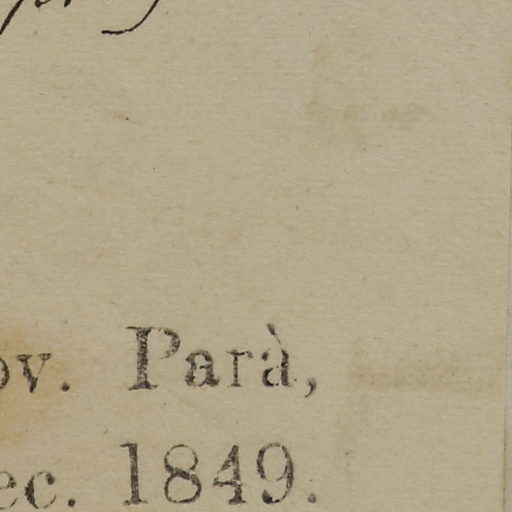 ov. Parà,
ec. 1849.